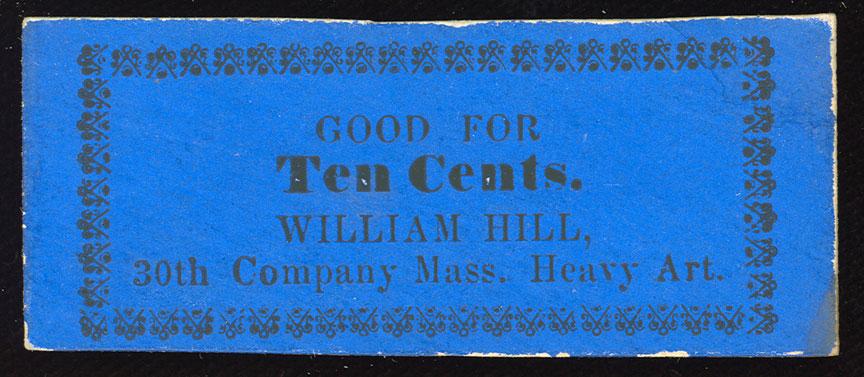 GOOD FOR
Ten Cents.
WILLIAM HILL,
30th Company Mass. Heavy Art.